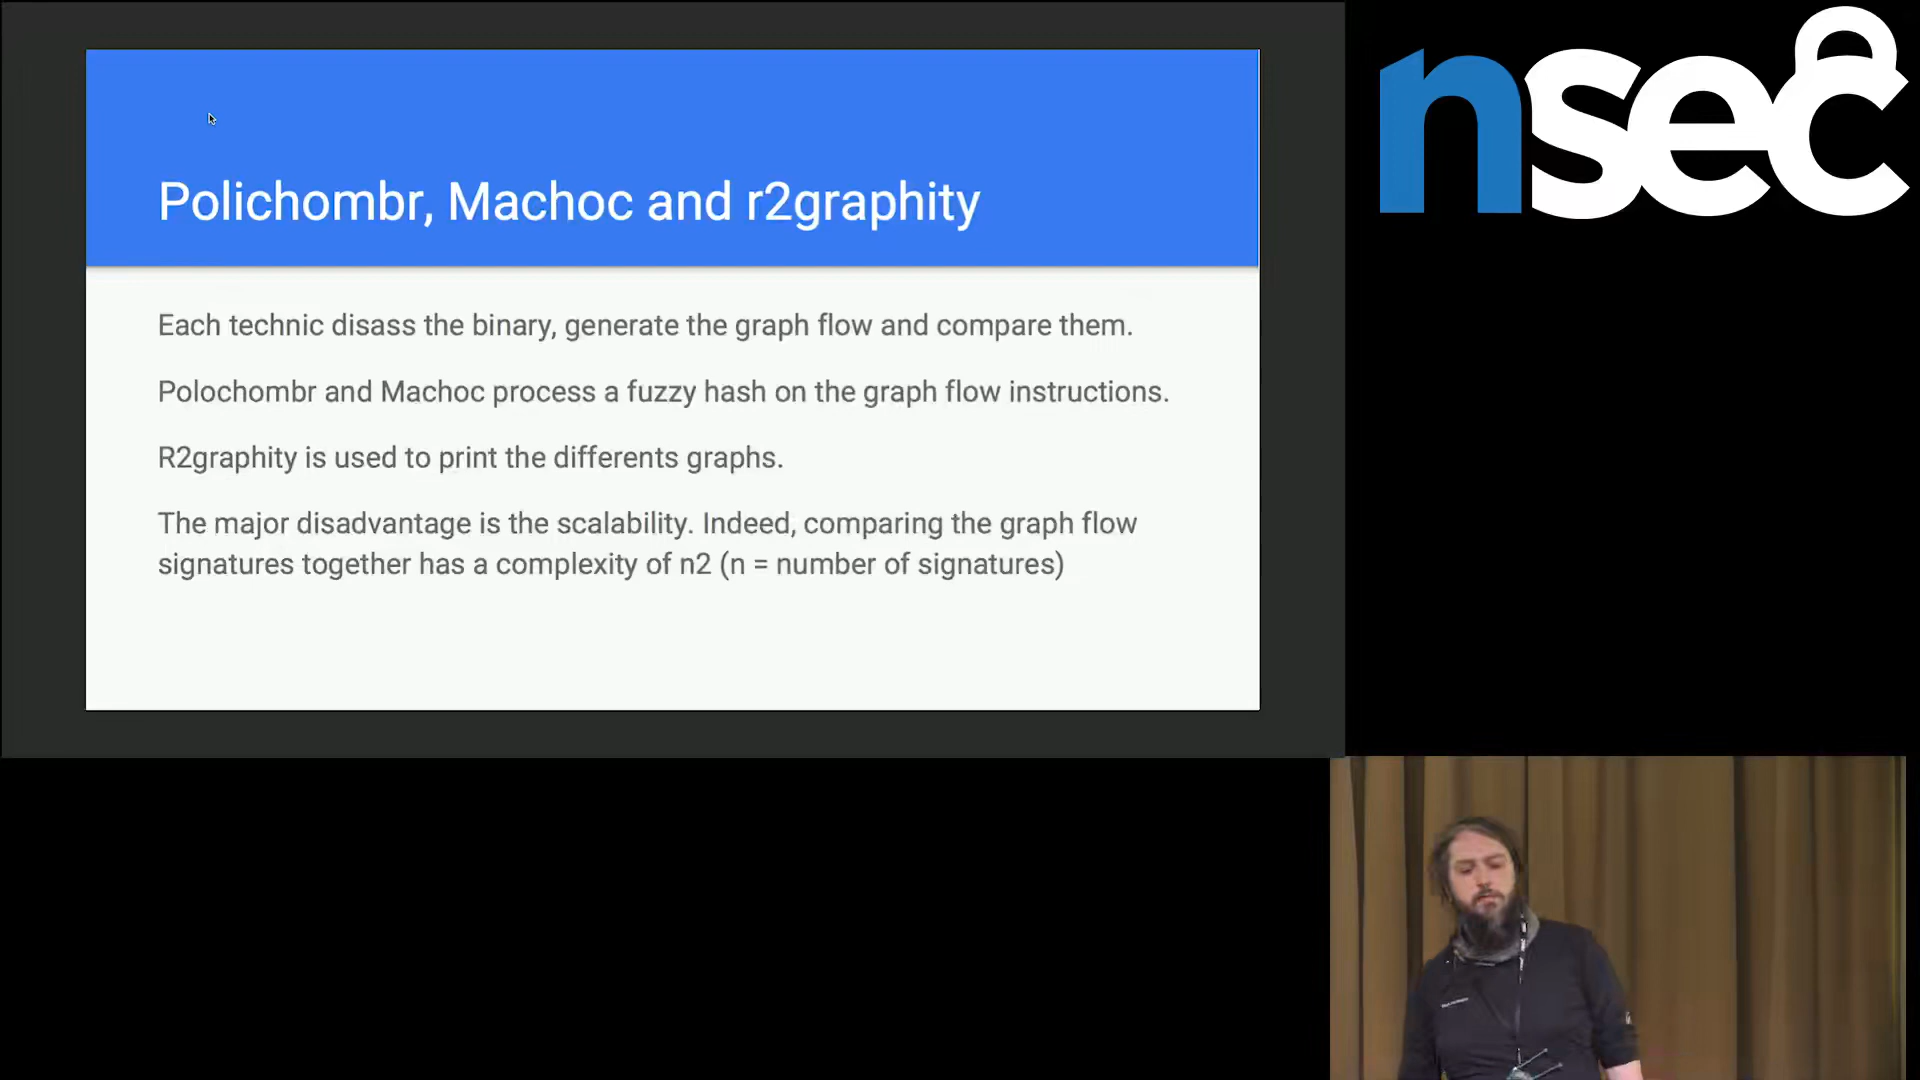 Polichombr, Machoc and r2graphity
Each technic disass the binary, generate the graph flow and compare them.
Polochombr and Machoc process a fuzzy hash on the graph flow instructions.
R2graphity is used to print the differents graphs.
The major disadvantage is the scalability. Indeed, comparing the graph flow
signatures together has a complexity of n2 (n = number of signatures)
nsec